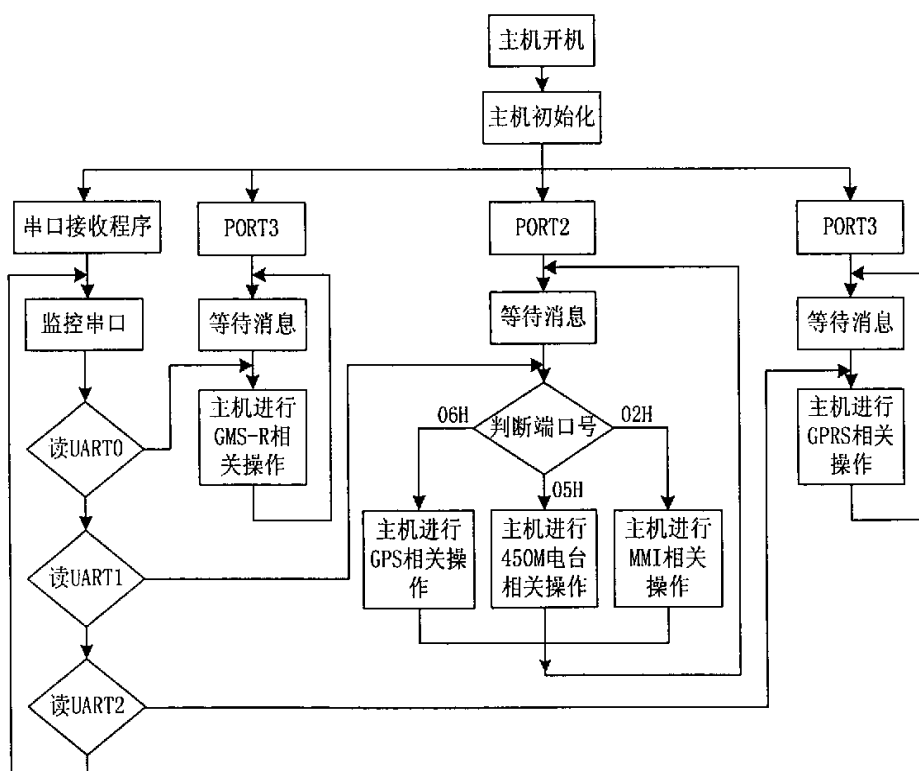 主机开机
主机初始化
串口接收程序
PORT3
PORT2
PORT3
监控串口
等待消息
等待消息
等待消息
读UART0
主机进行
GMS-R相
关操作
06H
判断端口号
02H
05H
主机进行
GPRS相关
操作
读UART1
主机进行
GPS相关操
作
主机进行
450M电台
相关操作
主机进行
MMI相关
操作
读UART2